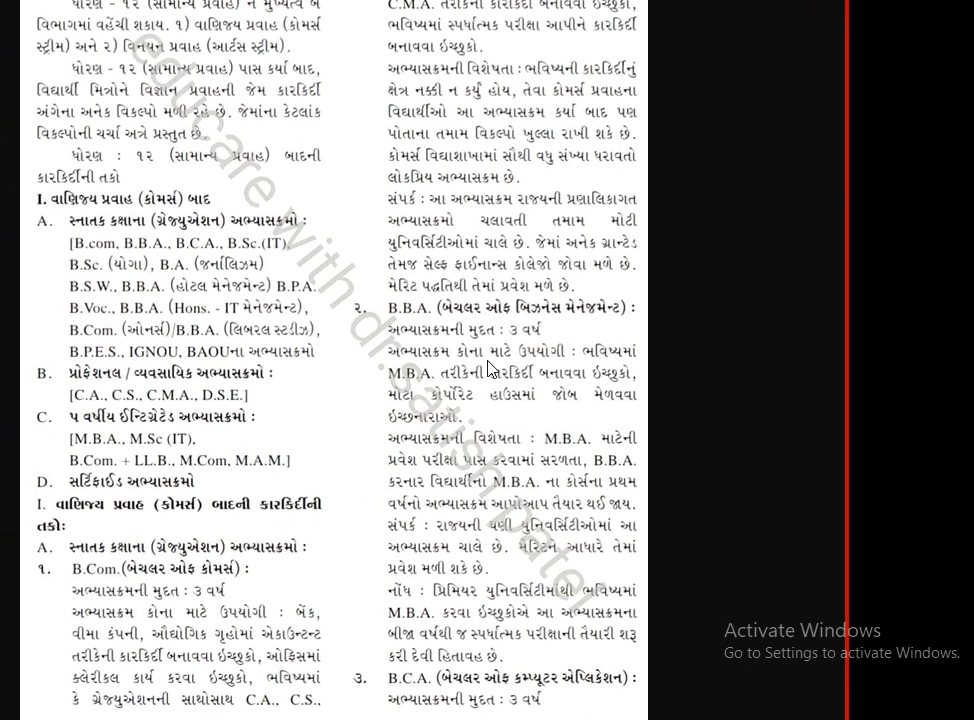 ધોરણ - ૧૨ (સામાન્ય પ્રવાહ) ને મુખ્યત્વે બે
વિભાગમાં વહેંચી શકાય. ૧) વાણિજ્ય પ્રવાહ (કોમર્સ
સ્ટ્રીમ) અને ૨) વિનયન પ્રવાહ (આર્ટસ સ્ટ્રીમ).
ધોરણ - ૧૨ (સામાન્ય પ્રવાહ) પાસ કર્યા બાદ,
વિદ્યાર્થી મિત્રોને વિજ્ઞાન પ્રવાહની જેમ કારકિર્દી
અંગેના અનેક વિકલ્પો મળી રહે છે. જેમાંના કેટલાંક
વિકલ્પોની ચર્ચા અત્રે પ્રસ્તુત છે.
ધોરણ : ૧૨ (સામાન્ય પ્રવાહ) બાદની
કારકિર્દીની તકો
I. વાણિજ્ય પ્રવાહ (કોમર્સ) બાદ
A. સ્નાતક કક્ષાના (ગ્રેજ્યુએશન) અભ્યાસક્રમો :
[B.com, B.B.A., B.C.A., B.Sc.(IT),
B.Sc. (યોગા), B.A. (જર્નાલિઝમ)
B.S.W., B.B.A. (હોટલ મેનેજમેન્ટ) B.P.A.
B.Voc., B.B.A. (Hons. - IT મેનેજમેન્ટ),
B.Com. (ઓનર્સ)/B.B.A. (લિબરલ સ્ટડીઝ),
B.P.E.S., IGNOU, BAOUના અભ્યાસક્રમો
B. પ્રોફેશનલ / વ્યવસાયિક અભ્યાસક્રમો :
[C.A., C.S., C.M.A., D.S.E.]
C. ૫ વર્ષીય ઈન્ટિગ્રેટેડ અભ્યાસક્રમો :
[M.B.A., M.Sc (IT),
B.Com. + LL.B., M.Com, M.A.M.]
D. સર્ટિફાઈડ અભ્યાસક્રમો
I. વાણિજ્ય પ્રવાહ (કોમર્સ) બાદની કારકિર્દીની
તકો:
A. સ્નાતક કક્ષાના (ગ્રેજ્યુએશન) અભ્યાસક્રમો :
૧. B.Com.(બેચલર ઓફ કોમર્સ) :
અભ્યાસક્રમની મુદત : ૩ વર્ષ
અભ્યાસક્રમ કોના માટે ઉપયોગી : બેંક,
વીમા કંપની, ઔદ્યોગિક ગૃહોમાં એકાઉન્ટન્ટ
તરીકેની કારકિર્દી બનાવવા ઇચ્છુકો, ઓફિસમાં
ક્લેરીકલ કાર્ય કરવા ઇચ્છુકો, ભવિષ્યમાં
કે ગ્રેજ્યુએશનની સાથોસાથ C.A., C.S.,
C.M.A. તરીકેની કારકિર્દી બનાવવા ઇચ્છુકો,
ભવિષ્યમાં સ્પર્ધાત્મક પરીક્ષા આપીને કારકિર્દી
બનાવવા ઇચ્છુકો.
અભ્યાસક્રમની વિશેષતા : ભવિષ્યની કારકિર્દીનું
ક્ષેત્ર નક્કી ન કર્યું હોય, તેવા કોમર્સ પ્રવાહના
વિદ્યાર્થીઓ આ અભ્યાસક્રમ કર્યા બાદ પણ
પોતાના તમામ વિકલ્પો ખુલ્લા રાખી શકે છે.
કોમર્સ વિદ્યાશાખામાં સૌથી વધુ સંખ્યા ધરાવતો
લોકપ્રિય અભ્યાસક્રમ છે.
સંપર્ક : આ અભ્યાસક્રમ રાજ્યની પ્રણાલિકાગત
અભ્યાસક્રમો ચલાવતી તમામ મોટી
યુનિવર્સિટીઓમાં ચાલે છે. જેમાં અનેક ગ્રાન્ટેડ
તેમજ સેલ્ફ ફાઈનાન્સ કોલેજો જોવા મળે છે.
મેરિટ પદ્ધતિથી તેમાં પ્રવેશ મળે છે.
૨. B.B.A. (બેચલર ઓફ બિઝનેસ મેનેજમેન્ટ) :
અભ્યાસક્રમની મુદત : ૩ વર્ષ
અભ્યાસક્રમ કોના માટે ઉપયોગી : ભવિષ્યમાં
M.B.A. તરીકેની કારકિર્દી બનાવવા ઇચ્છુકો,
મોટા કોર્પોરેટ હાઉસમાં જોબ મેળવવા
ઇચ્છનારાઓ.
અભ્યાસક્રમની વિશેષતા : M.B.A. માટેની
પ્રવેશ પરીક્ષા પાસ કરવામાં સરળતા, B.B.A.
કરનાર વિદ્યાર્થીનો M.B.A. ના કોર્સના પ્રથમ
વર્ષનો અભ્યાસક્રમ આપોઆપ તૈયાર થઈ જાય.
સંપર્ક : રાજ્યની ઘણી યુનિવર્સિટીઓમાં આ
અભ્યાસક્રમ ચાલે છે. મેરિટને આધારે તેમાં
પ્રવેશ મળી શકે છે.
નોંધ : પ્રિમિયર યુનિવર્સિટીમાંથી ભવિષ્યમાં
M.B.A. કરવા ઇચ્છુકોએ આ અભ્યાસક્રમના
બીજા વર્ષથી જ સ્પર્ધાત્મક પરીક્ષાની તૈયારી શરૂ
કરી દેવી હિતાવહ છે.
૩. B.C.A. (બેચલર ઓફ કમ્પ્યૂટર એપ્લિકેશન) :
અભ્યાસક્રમની મુદત : ૩ વર્ષ
educare with dr.satish patel
Activate Windows
Go to Settings to activate Windows.